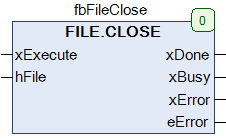 fbFileClose
0
FILE.CLOSE
xExecute xDone
hFile xBusy
xError
eError